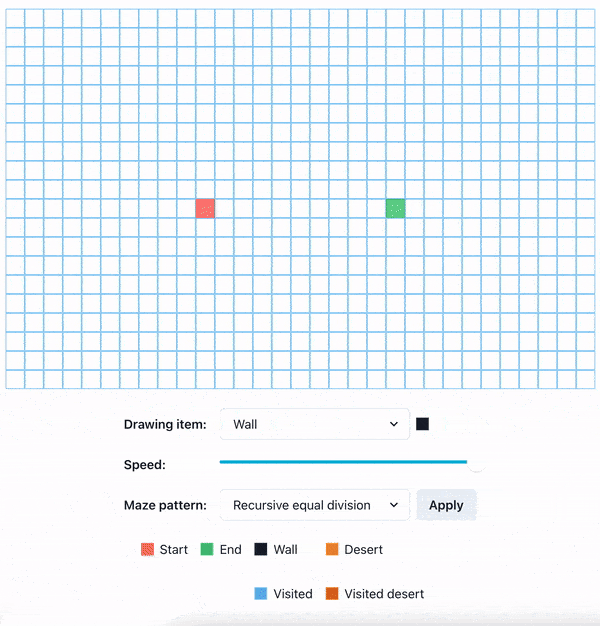 Drawing item: Wall
Speed:
Maze pattern: Recursive equal division Apply
Start End Wall Desert
Visited Visited desert